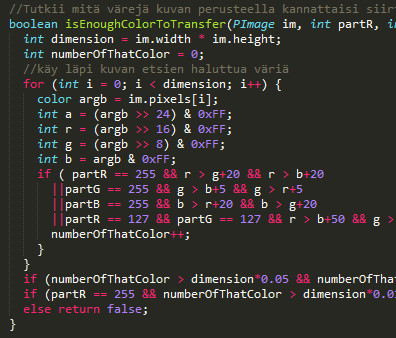 //Tutkii mitä värejä kuvan perusteella kannattaisi
boolean isEnoughColorToTransfer(PImage im, int partR, int
int dimension = im.width * im.height;
int numberOfThatColor = 0;
//käy läpi kuvan etsien haluttua väriä
for (int i = 0; i < dimension; i++) {
color argb = im.pixels[i];
int a = (argb >> 24) & 0xFF;
int r = (argb >> 16) & 0xFF;
int g = (argb >> 8) & 0xFF;
int b = argb & 0xFF;
if ( partR == 255 && r > g+20 && r > b+20
||partG == 255 && g > b+5 && g > r+5
||partB == 255 && b > r+20 && b > g+20
||partR == 127 && partG == 127 && r > b+50 && g >
numberOfThatColor++;
}
}
if (numberOfThatColor > dimension*0.05 && numberOfTha
if (partR == 255 && numberOfThatColor > dimension*0.0
else return false;
}